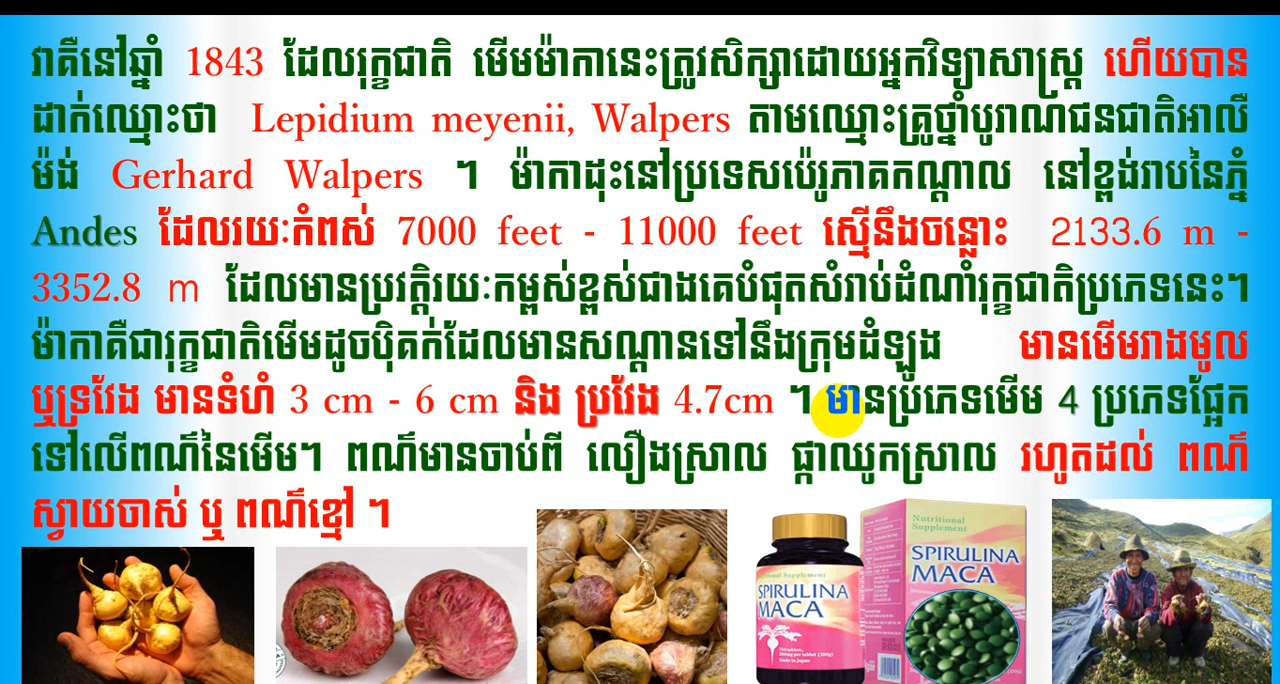 វាគឺនៅឆ្នាំ 1843 ដែលរុក្ខជាតិ មើមម៉ាកានេះត្រូវសិក្សាដោយអ្នកវិទ្យាសាស្ត្រ ហើយបាន
ដាក់ឈ្មោះថា Lepidium meyenii, Walpers តាមឈ្មោះគ្រូថ្នាំបូរាណជនជាតិអាលឺ
ម៉ង់ Gerhard Walpers ។ ម៉ាកាដុះនៅប្រទេសប៉េរូភាគកណ្តាល នៅខ្ពង់រាបនៃភ្នំ
Andes ដែលរយៈកំពស់ 7000 feet - 11000 feet ស្មើនឹងចន្លោះ 2133.6 m -
3352.8 m ដែលមានប្រវត្តិរយៈកម្ពស់ខ្ពស់ជាងគេបំផុតសំរាប់ដំណាំរុក្ខជាតិប្រភេទនេះ។
ម៉ាកាគឺជារុក្ខជាតិមើមដូចប៉ិគក់ដែលមានសណ្តានទៅនឹងក្រុមដំឡូង មានមើមរាងមូល
ឬទ្រវែង មានទំហំ 3 cm - 6 cm និង ប្រវែង 4.7cm ។ មានប្រភេទមើម 4 ប្រភេទផ្អែក
ទៅលើពណ៌នៃមើម។ ពណ៌មានចាប់ពី លឿងស្រាល ផ្កាឈូកស្រាល រហូតដល់ ពណ៌
ស្វាយចាស់ ឬ ពណ៌ខ្មៅ ។
Nutritional Supplement
SPIRULINA
MACA
Made in Japan
Nutritional
Supplement
SPIRULINA
MACA